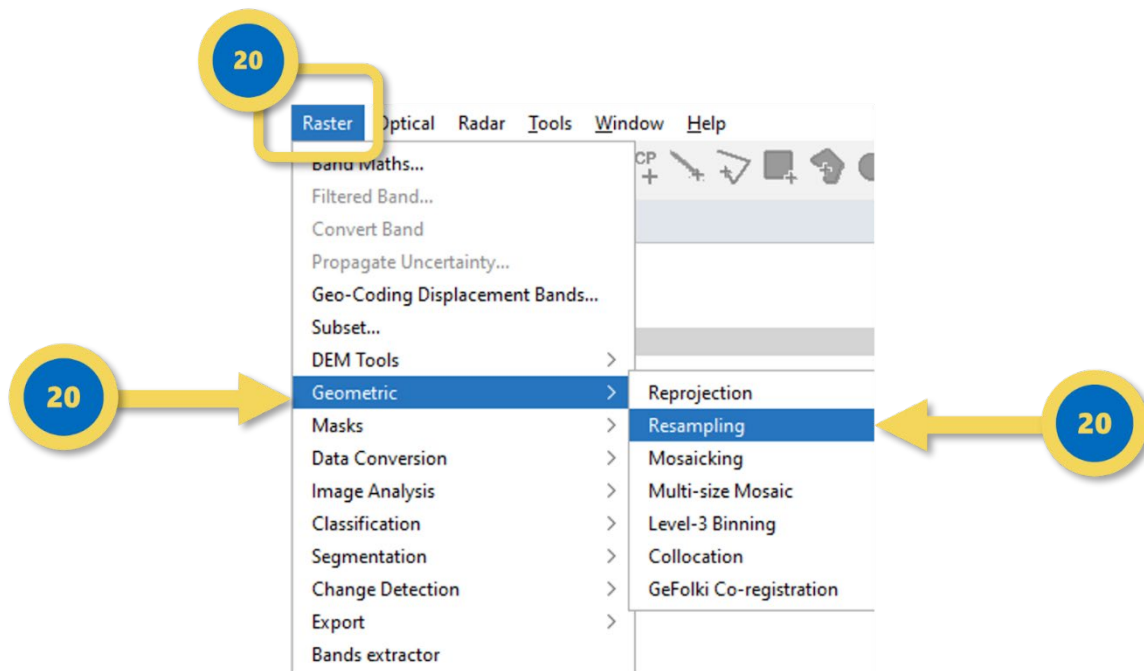 20
Raster Optical Radar Tools Window Help
Band Maths...
CP
Filtered Band...
Convert Band
Propagate Uncertainty...
Geo-Coding Displacement Bands...
Subset...
DEM Tools
20
Geometric
Reprojection
Masks
Resampling
20
Data Conversion
Mosaicking
Image Analysis
Multi-size Mosaic
Classification
Level-3 Binning
Segmentation
Collocation
Change Detection
GeFolki Co-registration
Export
Bands extractor